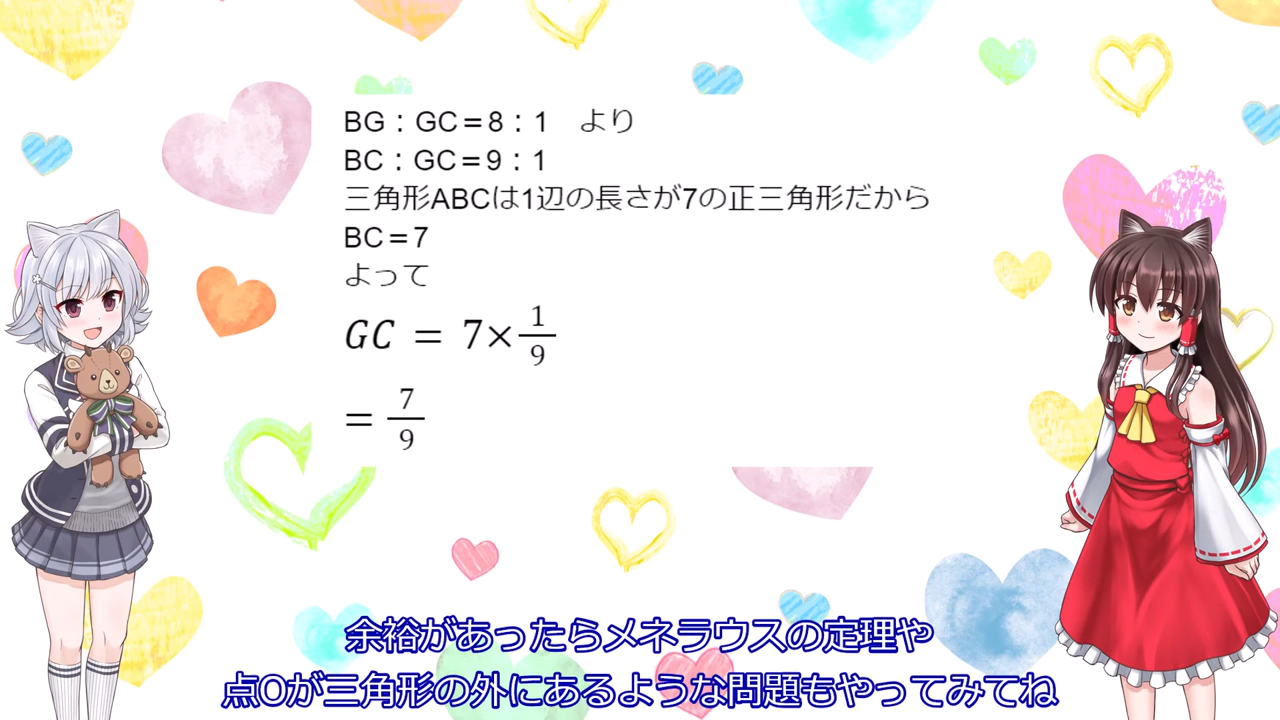 BG：GC＝8：1　より
BC：GC＝9：1
三角形ABCは1辺の長さが7の正三角形だから
BC＝7
よって
GC ＝ 7×1/9
＝ 7/9
余裕があったらメネラウスの定理や
点Oが三角形の外にあるような問題もやってみてね